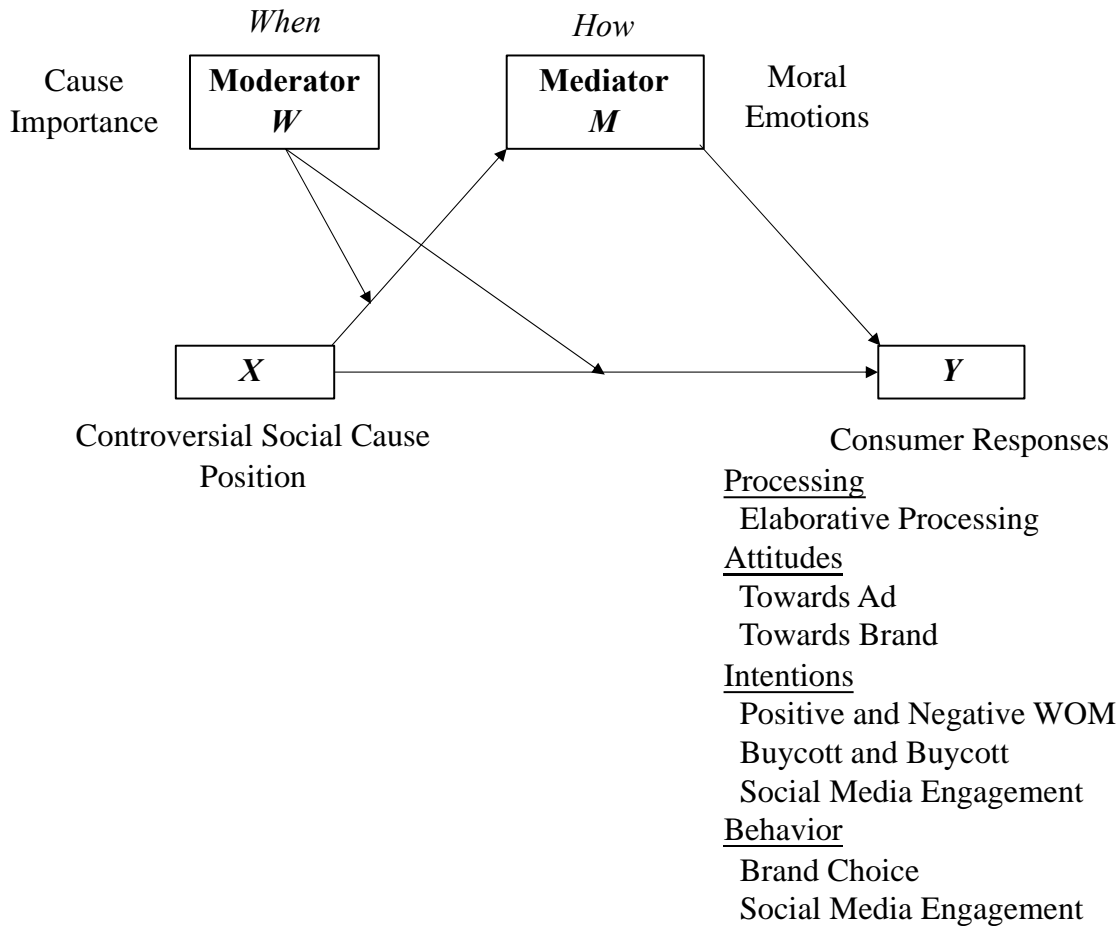 When
How
Cause
Importance
Moderator
W
Mediator
M
Moral
Emotions
X
Y
Controversial Social Cause
Position
Consumer Responses
Processing
Elaborative Processing
Attitudes
Towards Ad
Towards Brand
Intentions
Positive and Negative WOM
Buycott and Buycott
Social Media Engagement
Behavior
Brand Choice
Social Media Engagement